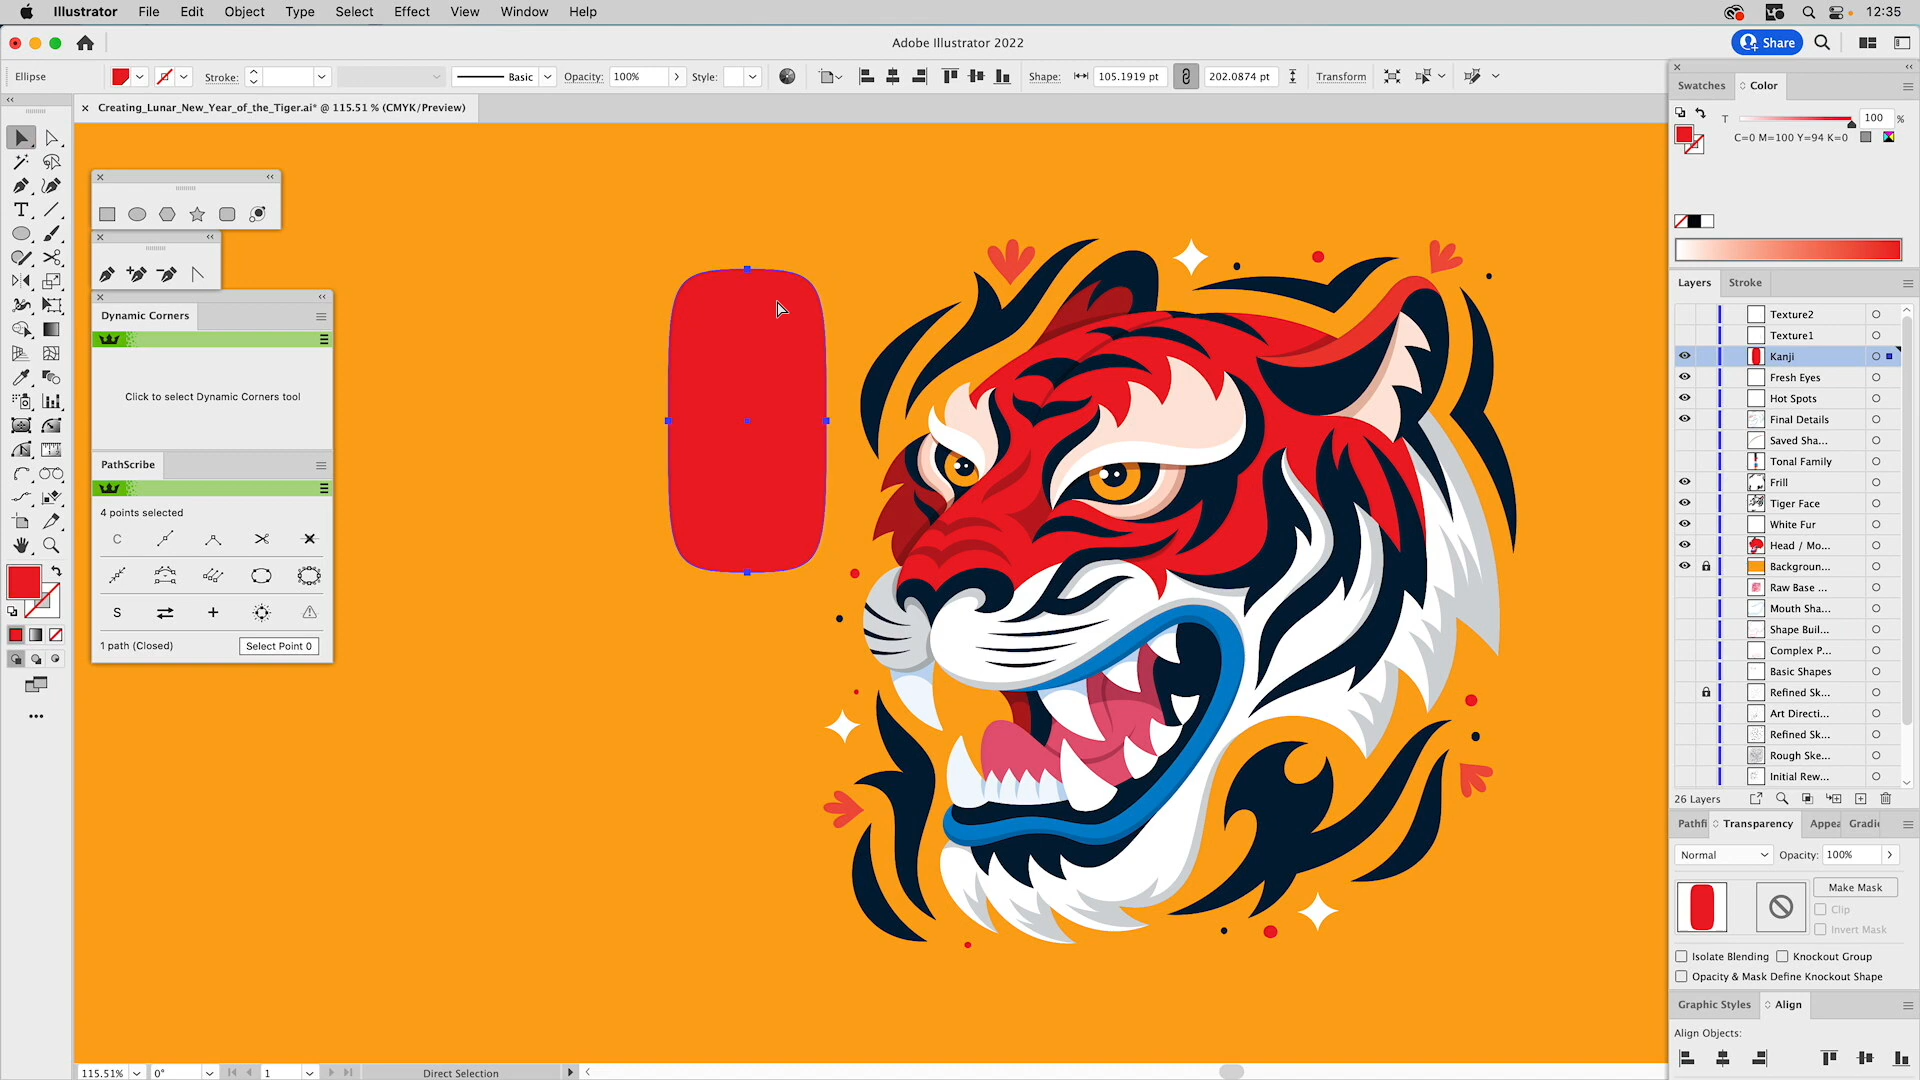 Illustrator File Edit Object Type Select Effect View Window Help 12:35
Adobe Illustrator 2022 Share
Ellipse Stroke: Basic Opacity: 100% Style: Shape: 105.1919 pt 202.0874 pt Transform
Creating_Lunar_New_Year_of_the_Tiger.ai* @ 115.51 % (CMYK/Preview)
Dynamic Corners
Click to select Dynamic Corners tool
PathScribe
4 points selected
C
S
1 path (Closed) Select Point 0
Swatches Color
T 100 %
C=0 M=100 Y=94 K=0
Layers Stroke
Texture2
Texture1
Kanji
Fresh Eyes
Hot Spots
Final Details
Saved Sha...
Tonal Family
Frill
Tiger Face
White Fur
Head / Mo...
Backgroun...
Raw Base ...
Mouth Sha...
Shape Buil...
Complex P...
Basic Shapes
Refined Sk...
Art Directi...
Refined Sk...
Rough Ske...
Initial Rew...
26 Layers
Pathfi Transparency Appea Gradi
Normal Opacity: 100%
Make Mask
Clip
Invert Mask
Isolate Blending Knockout Group
Opacity & Mask Define Knockout Shape
Graphic Styles Align
Align Objects:
115.51% 0° 1 Direct Selection